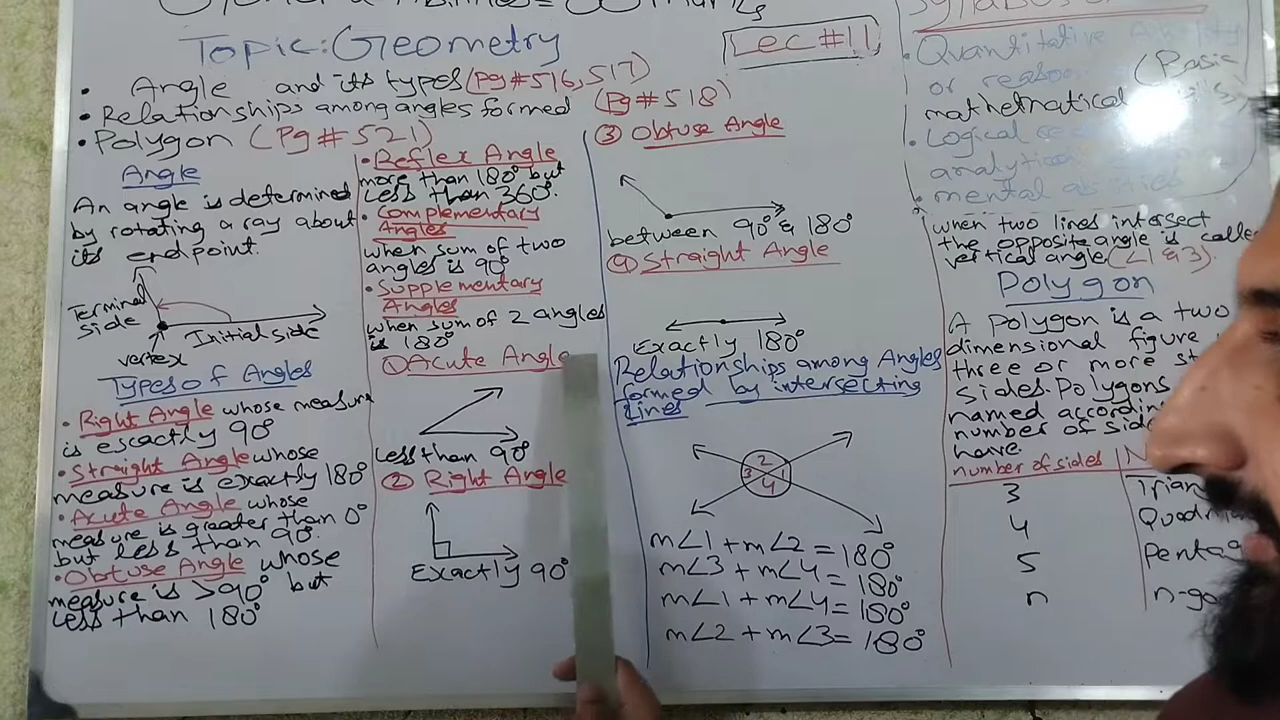 Topic: Geometry
Lec #11
• Angle and its types (Pg #516, 517)
• Relationships among angles formed (Pg #518)
• Polygon (Pg #521)
Angle
An angle is determined
by rotating a ray about
its endpoint.
Terminal
side
Initial side
vertex
Types of Angles
• Right Angle whose measure
is escactly 90°
• Straight Angle whose
measure is exactly 180°
• Acute Angle whose
measure is greater than 0°
but less than 90°.
• Obtuse Angle whose
measure is >90° but
less than 180°
• Reflex Angle
more than 180° but
Less than 360°.
• Complementary
Angles
when sum of two
angles is 90°
• Supplementary
Angles
when sum of 2 angles
is 180°
① Acute Angle
Less than 90°
② Right Angle
Exactly 90°
③ Obtuse Angle
between 90° & 180°
④ Straight Angle
Exactly 180°
Relationships among Angles
formed by intersecting
Lines
2
3
4
m∠1 + m∠2 = 180°
m∠3 + m∠4 = 180°
m∠1 + m∠4 = 180°
m∠2 + m∠3 = 180°
• Quantitative
or (Basic
mathematical
• Logical
analytical
• mental abilities
when two lines intersect
the opposite angle is called
vertical angle (∠1 & 3).
Polygon
A Polygon is a two
dimensional figure
three or more
sides. Polygons
named
number of
have.
number of sides
3
4
5
n